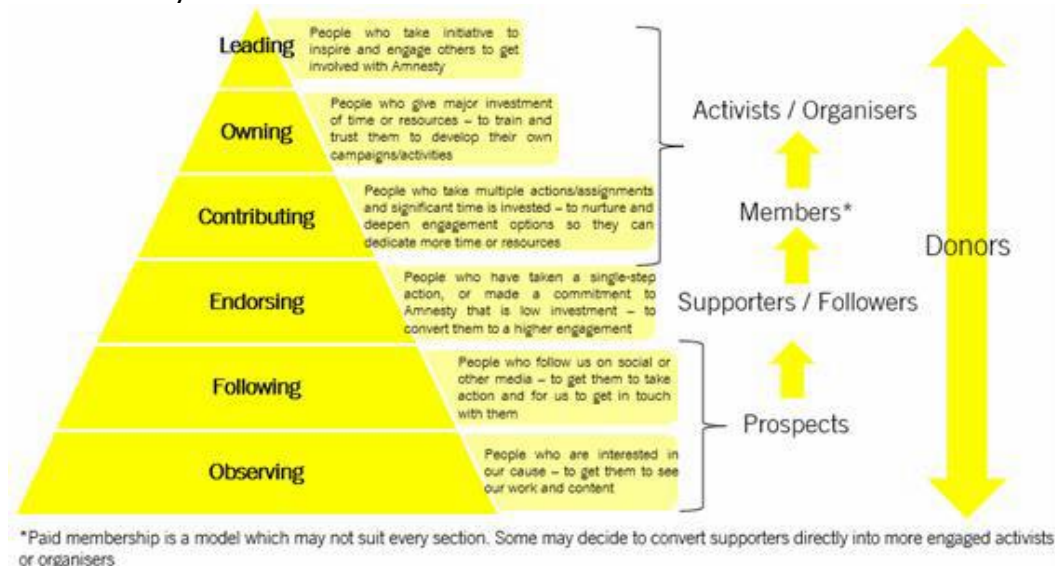 Leading
People who take initiative to
inspire and engage others to get
involved with Amnesty
Owning
People who give major investment
of time or resources – to train and
trust them to develop their own
campaigns/activities
Contributing
People who take multiple actions/assignments
and significant time is invested – to nurture and
deepen engagement options so they can
dedicate more time or resources
Endorsing
People who have taken a single-step
action, or made a commitment to
Amnesty that is low investment – to
convert them to a higher engagement
Following
People who follow us on social or
other media – to get them to take
action and for us to get in touch
with them
Observing
People who are interested in
our cause – to get them to see
our work and content
Activists / Organisers
Members*
Supporters / Followers
Prospects
Donors
*Paid membership is a model which may not suit every section. Some may decide to convert supporters directly into more engaged activists
or organisers